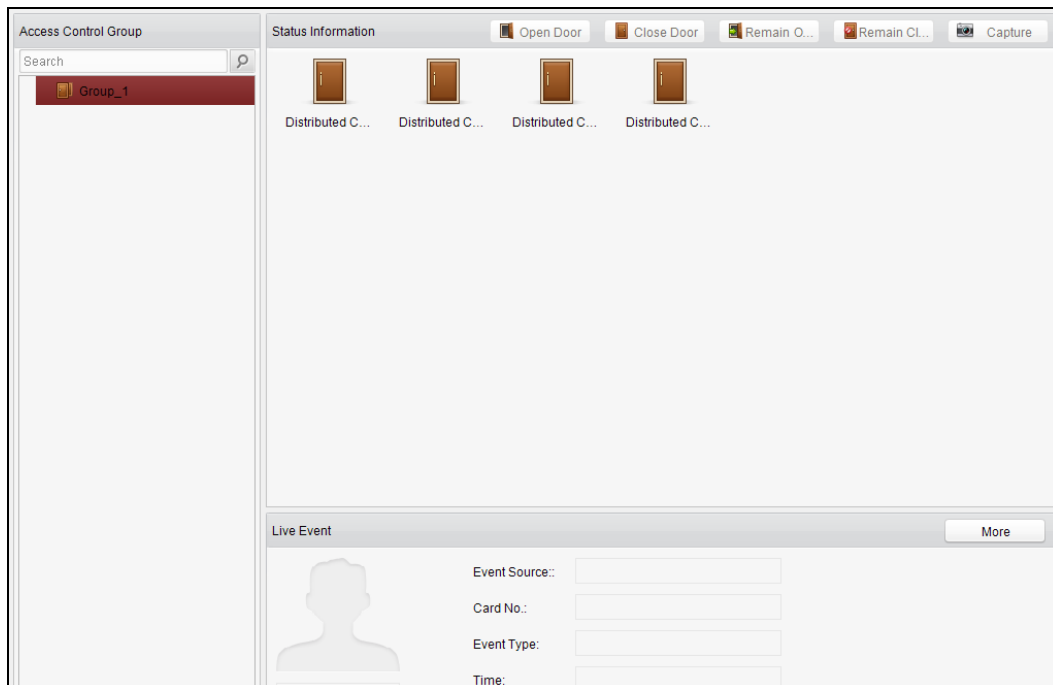 Access Control Group
Search
Group_1
Status Information
Open Door
Close Door
Remain O...
Remain Cl...
Capture
Distributed C...
Distributed C...
Distributed C...
Distributed C...
Live Event
More
Event Source::
Card No.:
Event Type:
Time: